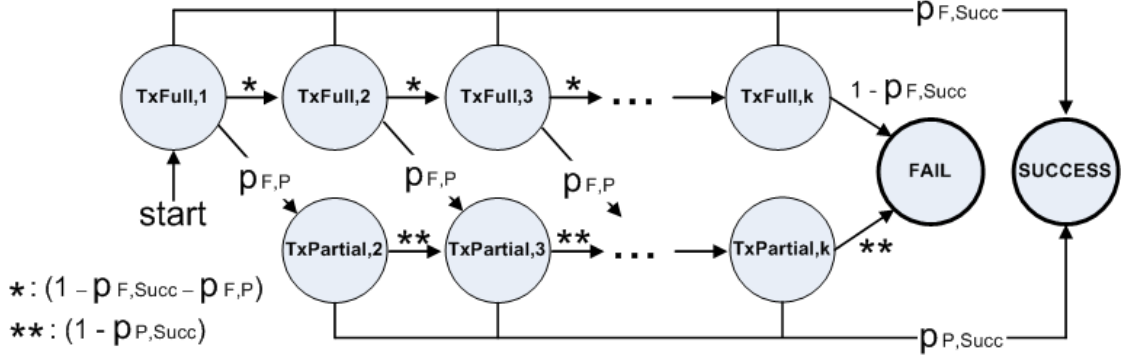 p F,Succ
TxFull,1 * TxFull,2 * TxFull,3 * ... TxFull,k
1 - p F,Succ
FAIL
SUCCESS
p F,P
p F,P
p F,P
start
TxPartial,2 ** TxPartial,3 ** ... TxPartial,k **
*: (1 – p F,Succ – p F,P)
**: (1 - p P,Succ)
p P,Succ